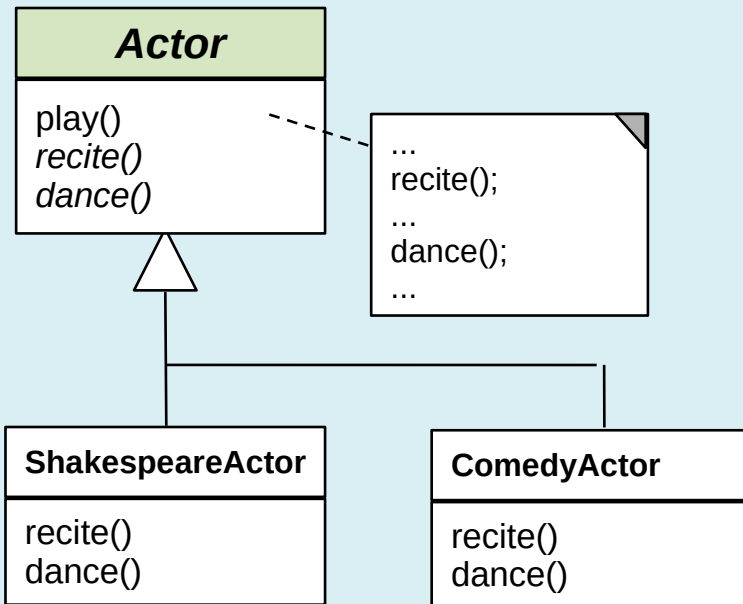 Actor
play()
recite()
dance()
...
recite();
...
dance();
...
ShakespeareActor
recite()
dance()
ComedyActor
recite()
dance()